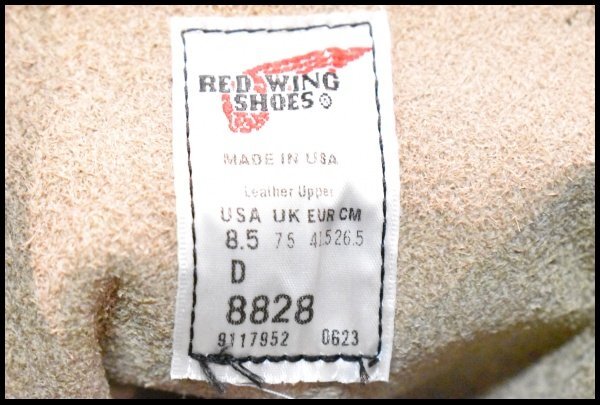 RED WING
SHOES®
MADE IN USA
Leather Upper
USA UK EUR CM
8.5 7.5 41.5 26.5
D
8828
9117952 0623